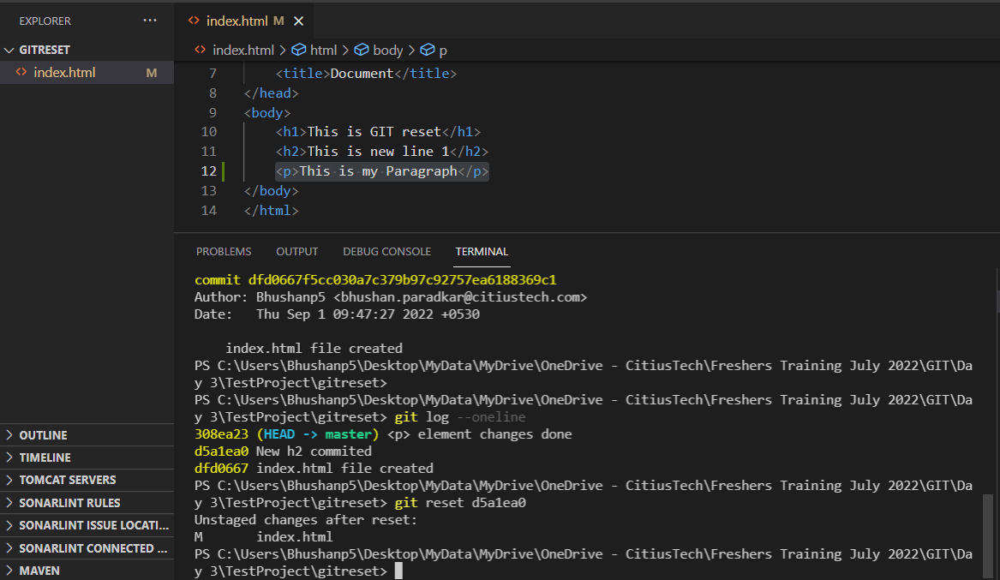 EXPLORER
GITRESET
index.html M
OUTLINE
TIMELINE
TOMCAT SERVERS
SONARLINT RULES
SONARLINT ISSUE LOCATI...
SONARLINT CONNECTED ...
MAVEN
index.html M
index.html > html > body > p
7 <title>Document</title>
8 </head>
9 <body>
10 <h1>This is GIT reset</h1>
11 <h2>This is new line 1</h2>
12 <p>This is my Paragraph</p>
13 </body>
14 </html>
PROBLEMS OUTPUT DEBUG CONSOLE TERMINAL
commit dfd0667f5cc030a7c379b97c92757ea6188369c1
Author: Bhushanp5 <bhushan.paradkar@citiustech.com>
Date:   Thu Sep 1 09:47:27 2022 +0530
index.html file created
PS C:\Users\Bhushanp5\Desktop\MyData\MyDrive\OneDrive - CitiusTech\Freshers Training July 2022\GIT\Da
y 3\TestProject\gitreset>
PS C:\Users\Bhushanp5\Desktop\MyData\MyDrive\OneDrive - CitiusTech\Freshers Training July 2022\GIT\Da
y 3\TestProject\gitreset> git log --oneline
308ea23 (HEAD -> master) <p> element changes done
d5a1ea0 New h2 commited
dfd0667 index.html file created
PS C:\Users\Bhushanp5\Desktop\MyData\MyDrive\OneDrive - CitiusTech\Freshers Training July 2022\GIT\Da
y 3\TestProject\gitreset> git reset d5a1ea0
Unstaged changes after reset:
M       index.html
PS C:\Users\Bhushanp5\Desktop\MyData\MyDrive\OneDrive - CitiusTech\Freshers Training July 2022\GIT\Da
y 3\TestProject\gitreset>